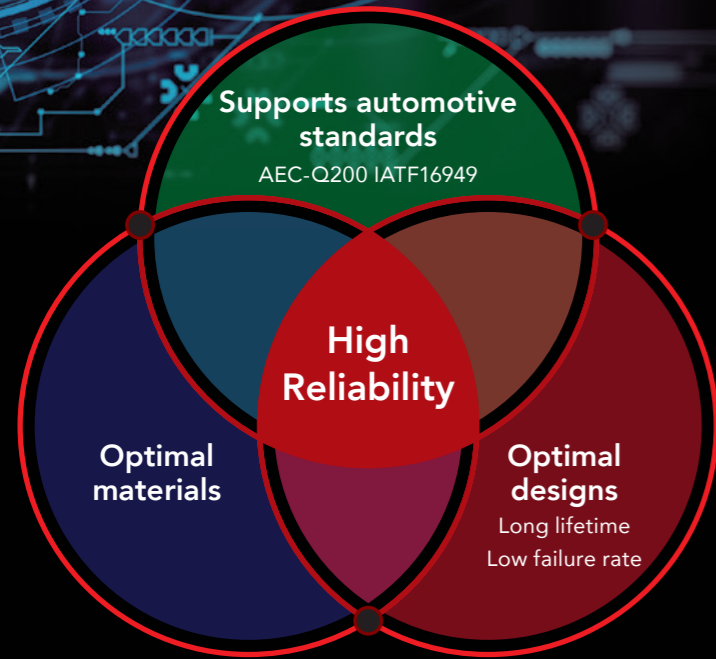 Supports automotive
standards
AEC-Q200 IATF16949
High
Reliability
Optimal
materials
Optimal
designs
Long lifetime
Low failure rate